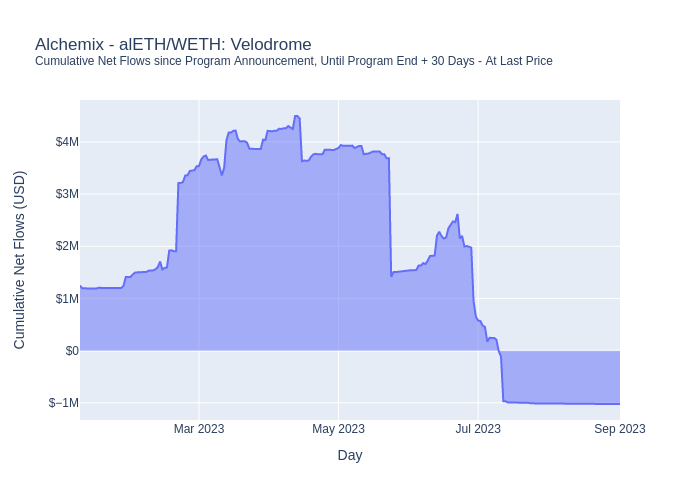 Alchemix - alETH/WETH: Velodrome
Cumulative Net Flows since Program Announcement, Until Program End + 30 Days - At Last Price
Cumulative Net Flows (USD)
$4M
$3M
$2M
$1M
$0
$−1M
Mar 2023
May 2023
Jul 2023
Sep 2023
Day